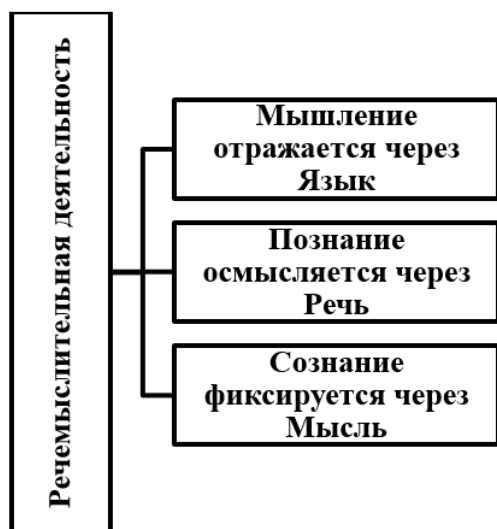 Речемыслительная деятельность
Мышление
отражается через
Язык
Познание
осмысляется через
Речь
Сознание
фиксируется через
Мысль